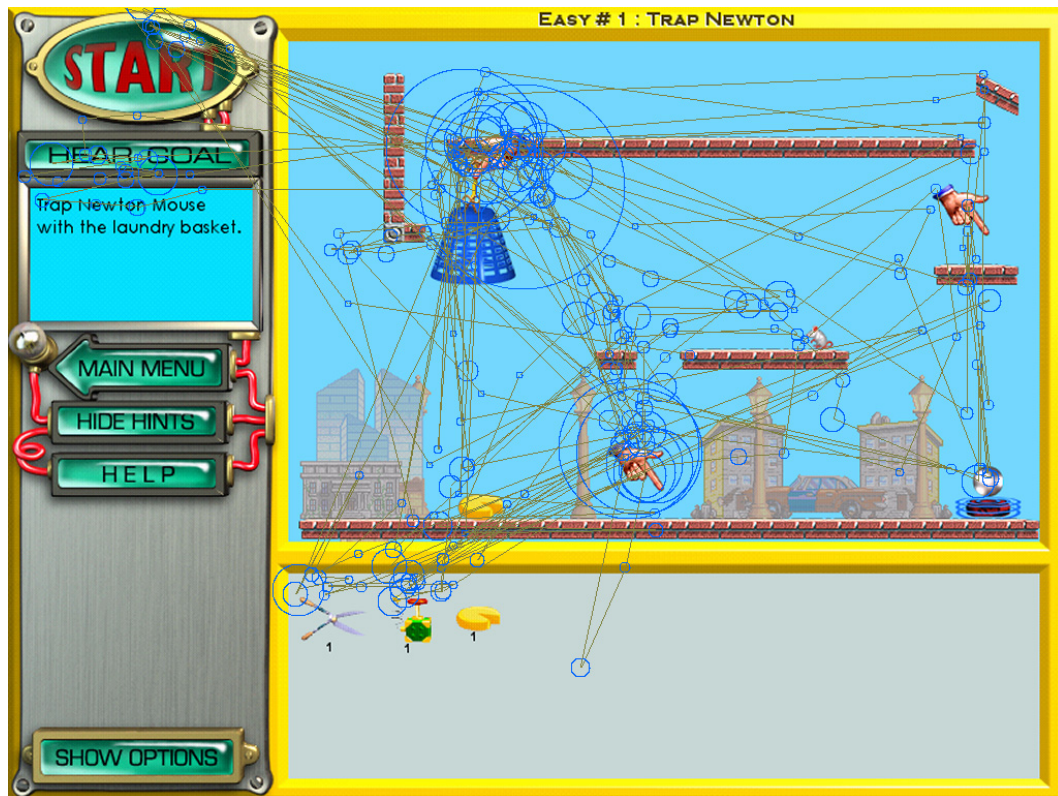 EASY # 1 : TRAP NEWTON
START
HEAR GOAL
Trap Newton Mouse
with the laundry basket.
MAIN MENU
HIDE HINTS
HELP
1
1
1
SHOW OPTIONS